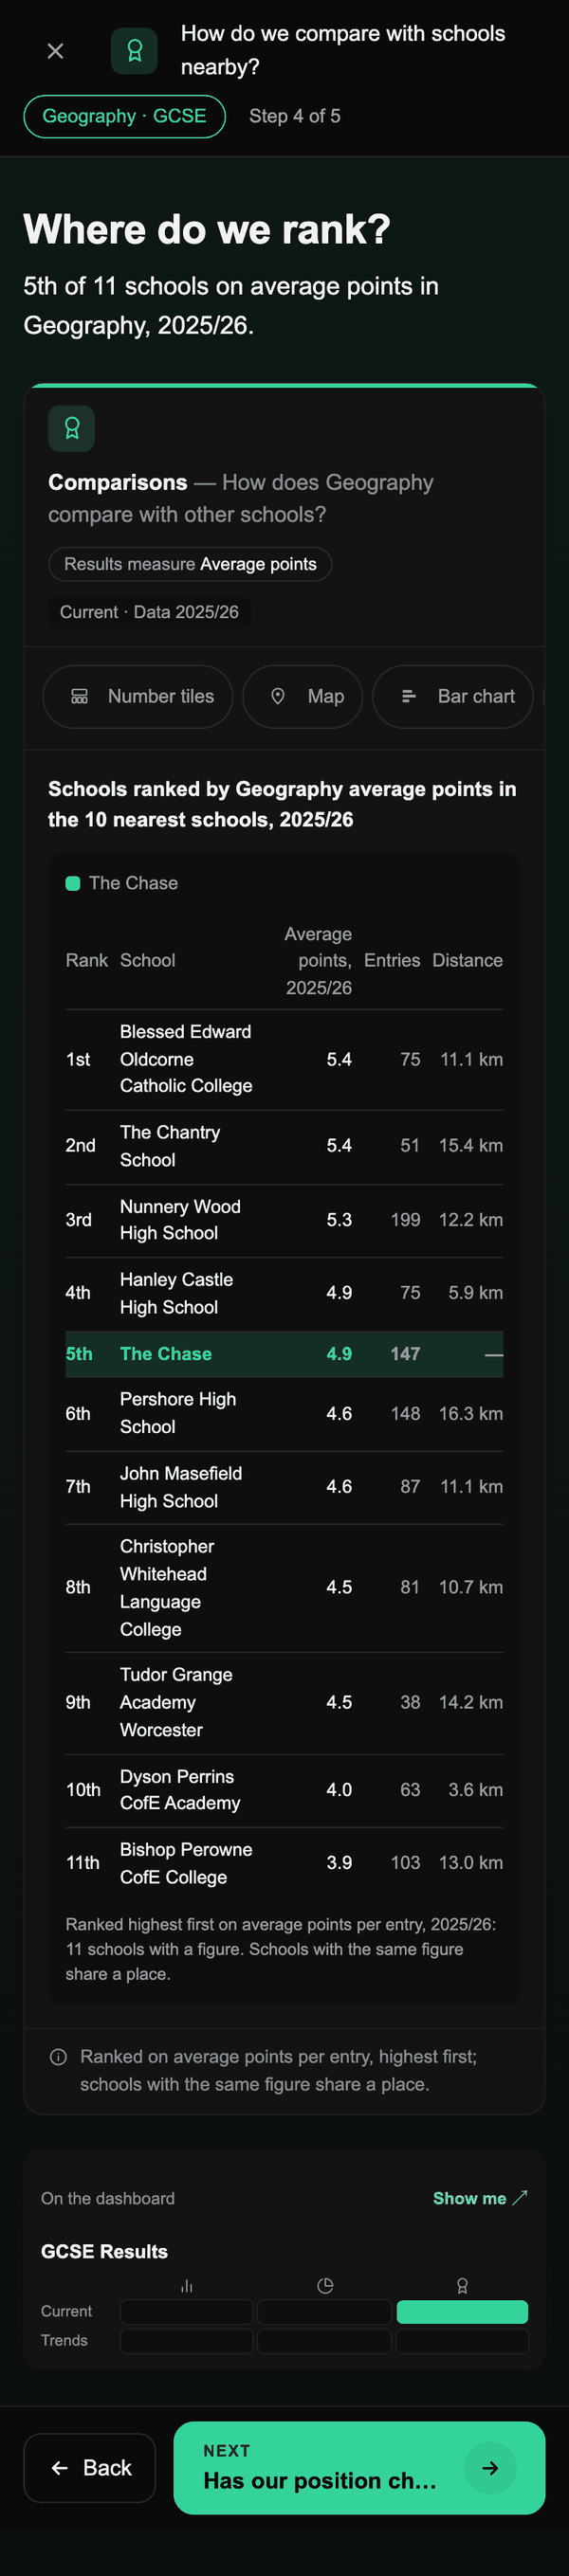 How do we compare with schools
nearby?
Geography · GCSE
Step 4 of 5
Where do we rank?
5th of 11 schools on average points in
Geography, 2025/26.
Comparisons — How does Geography
compare with other schools?
Results measure Average points
Current · Data 2025/26
Number tiles
Map
Bar chart
Schools ranked by Geography average points in
the 10 nearest schools, 2025/26
The Chase
Average
points,
2025/26
Rank School Entries Distance
Blessed Edward
Oldcorne
Catholic College
1st 5.4 75 11.1 km
The Chantry
School
2nd 5.4 51 15.4 km
Nunnery Wood
High School
3rd 5.3 199 12.2 km
Hanley Castle
High School
4th 4.9 75 5.9 km
5th The Chase 4.9 147 —
Pershore High
School
6th 4.6 148 16.3 km
John Masefield
High School
7th 4.6 87 11.1 km
Christopher
Whitehead
Language
College
8th 4.5 81 10.7 km
Tudor Grange
Academy
Worcester
9th 4.5 38 14.2 km
Dyson Perrins
CofE Academy
10th 4.0 63 3.6 km
Bishop Perowne
CofE College
11th 3.9 103 13.0 km
Ranked highest first on average points per entry, 2025/26:
11 schools with a figure. Schools with the same figure
share a place.
Ranked on average points per entry, highest first;
schools with the same figure share a place.
On the dashboard
Show me ↗
GCSE Results
Current
Trends
← Back
NEXT
Has our position ch...